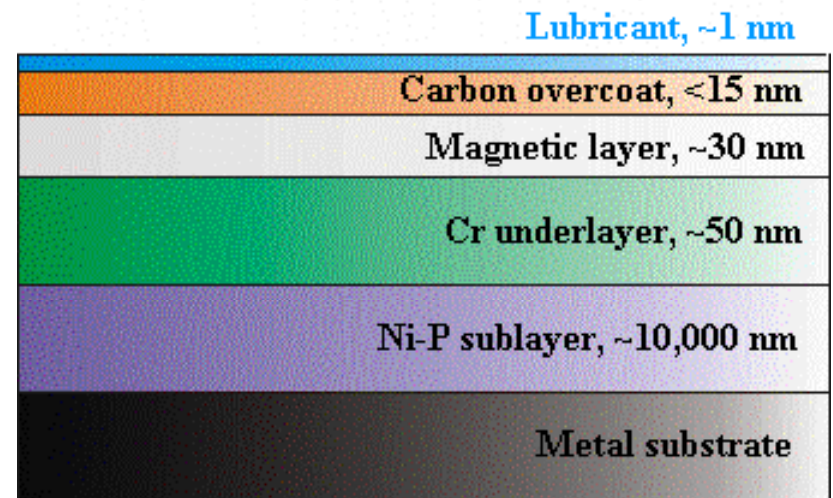 Lubricant, ~1 nm
Carbon overcoat, <15 nm
Magnetic layer, ~30 nm
Cr underlayer, ~50 nm
Ni-P sublayer, ~10,000 nm
Metal substrate